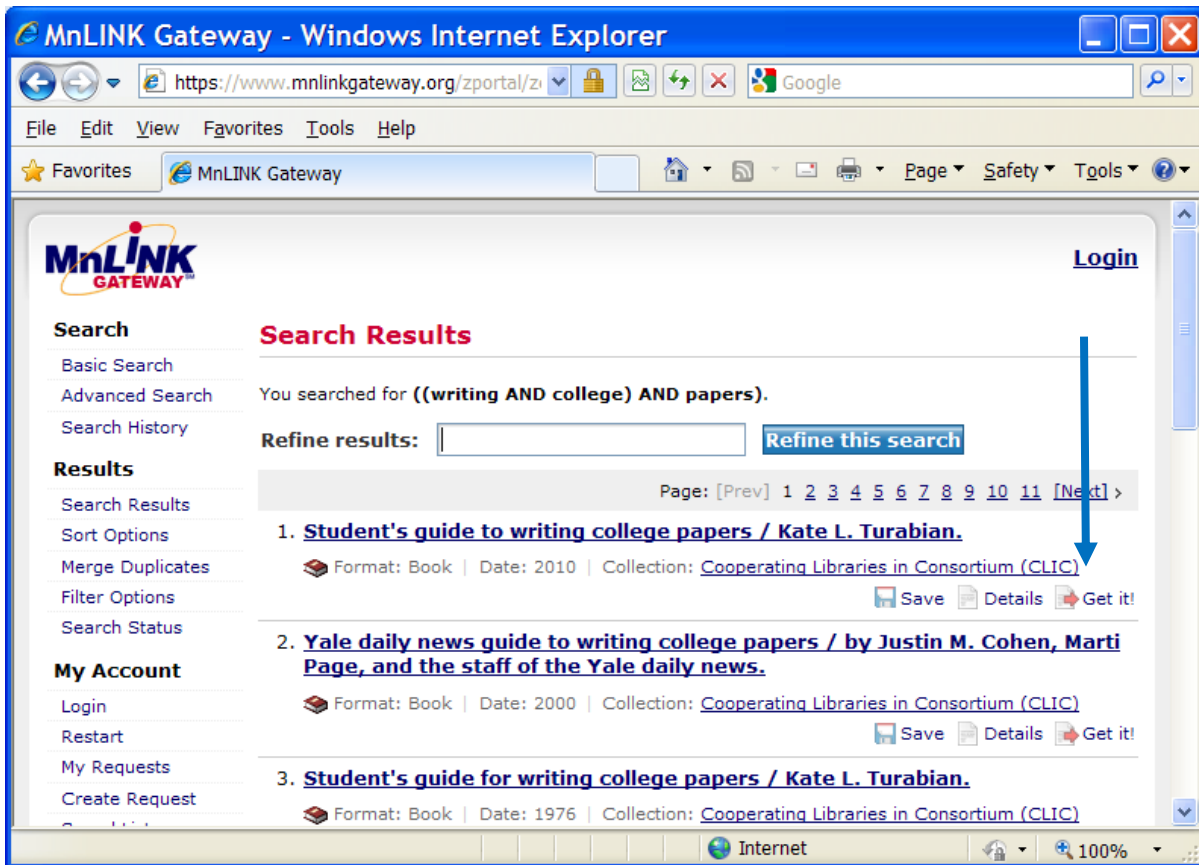 MnLINK Gateway - Windows Internet Explorer
https://www.mnlinkgateway.org/zportal/z
Google
File Edit View Favorites Tools Help
Favorites MnLINK Gateway Page Safety Tools
MnLINK
GATEWAY℠
Login
Search
Basic Search
Advanced Search
Search History
Results
Search Results
Sort Options
Merge Duplicates
Filter Options
Search Status
My Account
Login
Restart
My Requests
Create Request
Search Results
You searched for ((writing AND college) AND papers).
Refine results: Refine this search
Page: [Prev] 1 2 3 4 5 6 7 8 9 10 11 [Next] ›
1. Student's guide to writing college papers / Kate L. Turabian.
Format: Book | Date: 2010 | Collection: Cooperating Libraries in Consortium (CLIC)
Save Details Get it!
2. Yale daily news guide to writing college papers / by Justin M. Cohen, Marti
Page, and the staff of the Yale daily news.
Format: Book | Date: 2000 | Collection: Cooperating Libraries in Consortium (CLIC)
Save Details Get it!
3. Student's guide for writing college papers / Kate L. Turabian.
Format: Book | Date: 1976 | Collection: Cooperating Libraries in Consortium (CLIC)
Internet 100%